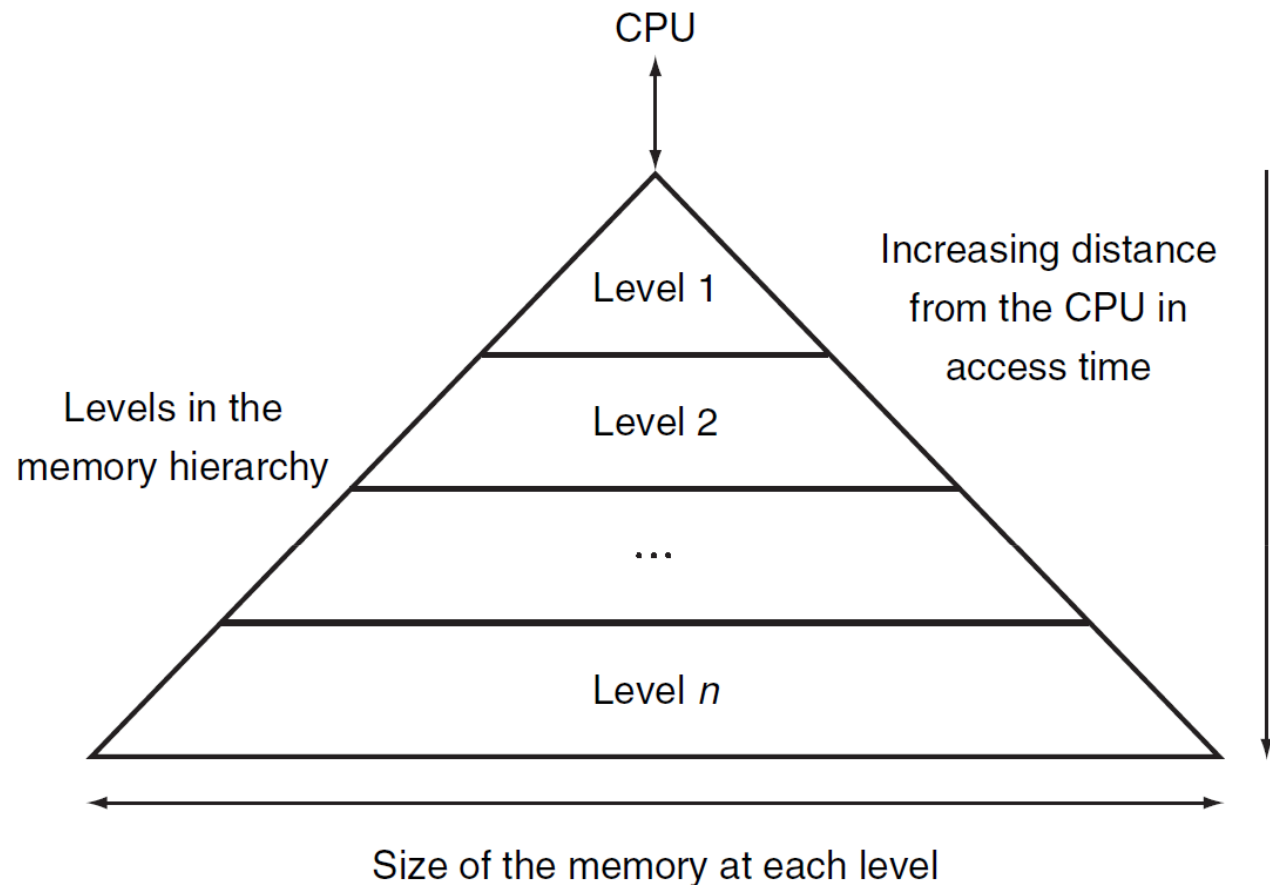 CPU
Level 1
Increasing distance
from the CPU in
access time
Levels in the
memory hierarchy
Level 2
...
Level n
Size of the memory at each level